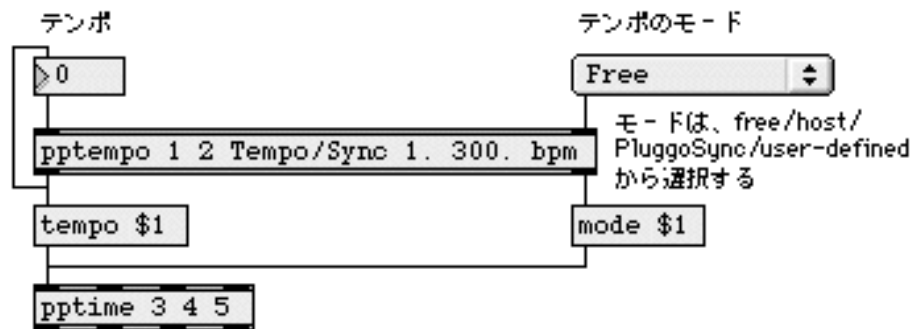 テンポ
テンポのモード
0
Free
pptempo 1 2 Tempo/Sync 1. 300. bpm
モードは、free/host/
PluggoSync/user-defined
から選択する
tempo $1
mode $1
pptime 3 4 5